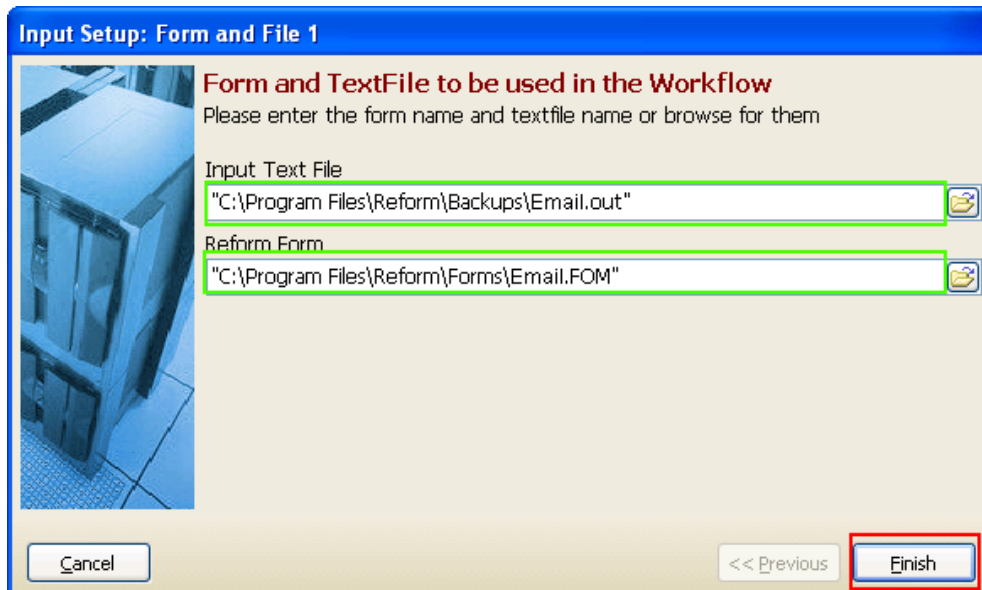 Input Setup: Form and File 1
Form and TextFile to be used in the Workflow
Please enter the form name and textfile name or browse for them
Input Text File
"C:\Program Files\Reform\Backups\Email.out"
Reform Form
"C:\Program Files\Reform\Forms\Email.FOM"
Cancel
<< Previous
Finish